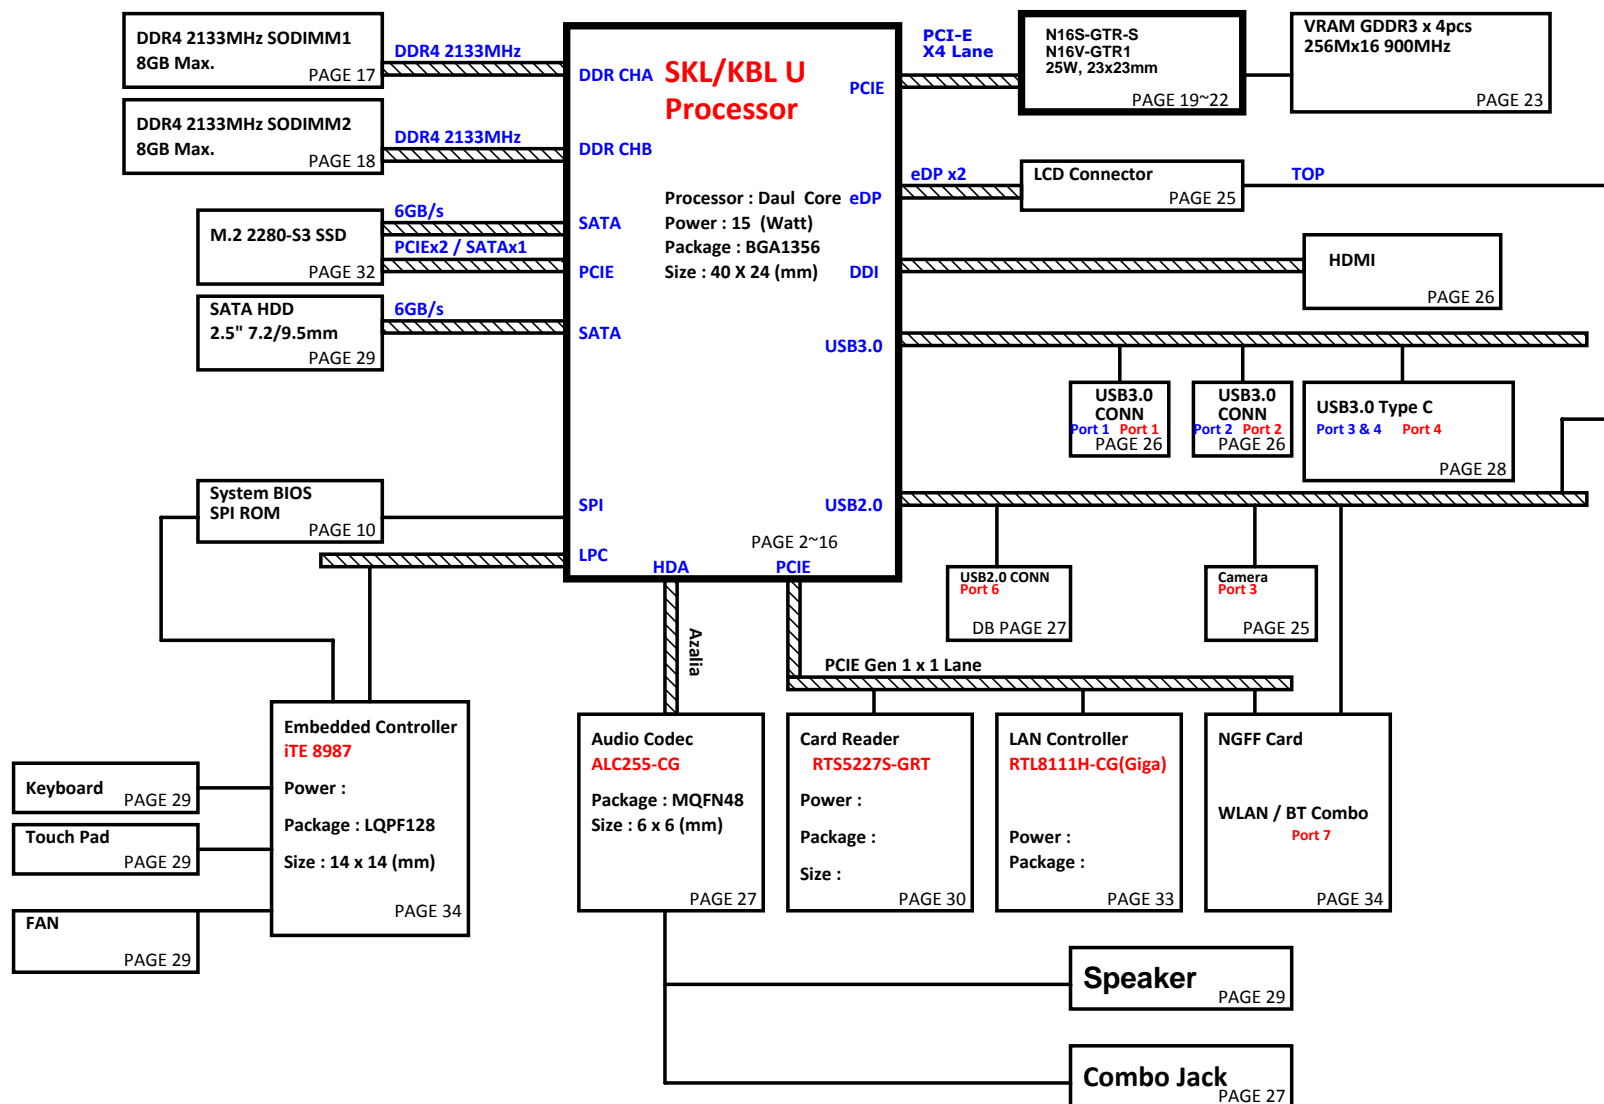 DDR4 2133MHz SODIMM1
8GB Max.
PAGE 17
DDR4 2133MHz
DDR4 2133MHz SODIMM2
8GB Max.
PAGE 18
DDR4 2133MHz
M.2 2280-S3 SSD
PAGE 32
6GB/s
PCIEx2 / SATAx1
SATA HDD
2.5" 7.2/9.5mm
PAGE 29
6GB/s
System BIOS
SPI ROM
PAGE 10
DDR CHA
DDR CHB
SATA
PCIE
SATA
SPI
LPC
HDA
PCIE
SKL/KBL U
Processor
Processor : Daul Core
Power : 15 (Watt)
Package : BGA1356
Size : 40 X 24 (mm)
PAGE 2~16
PCIE
eDP
DDI
USB3.0
USB2.0
PCI-E
X4 Lane
N16S-GTR-S
N16V-GTR1
25W, 23x23mm
PAGE 19~22
VRAM GDDR3 x 4pcs
256Mx16 900MHz
PAGE 23
eDP x2
LCD Connector
PAGE 25
TOP
HDMI
PAGE 26
USB3.0
CONN
Port 1 Port 1
PAGE 26
USB3.0
CONN
Port 2 Port 2
PAGE 26
USB3.0 Type C
Port 3 & 4 Port 4
PAGE 28
USB2.0 CONN
Port 6
DB PAGE 27
Camera
Port 3
PAGE 25
Azalia
PCIE Gen 1 x 1 Lane
Embedded Controller
iTE 8987
Power :
Package : LQPF128
Size : 14 x 14 (mm)
PAGE 34
Keyboard
PAGE 29
Touch Pad
PAGE 29
FAN
PAGE 29
Audio Codec
ALC255-CG
Package : MQFN48
Size : 6 x 6 (mm)
PAGE 27
Card Reader
RTS5227S-GRT
Power :
Package :
Size :
PAGE 30
LAN Controller
RTL8111H-CG(Giga)
Power :
Package :
PAGE 33
NGFF Card
WLAN / BT Combo
Port 7
PAGE 34
Speaker
PAGE 29
Combo Jack
PAGE 27